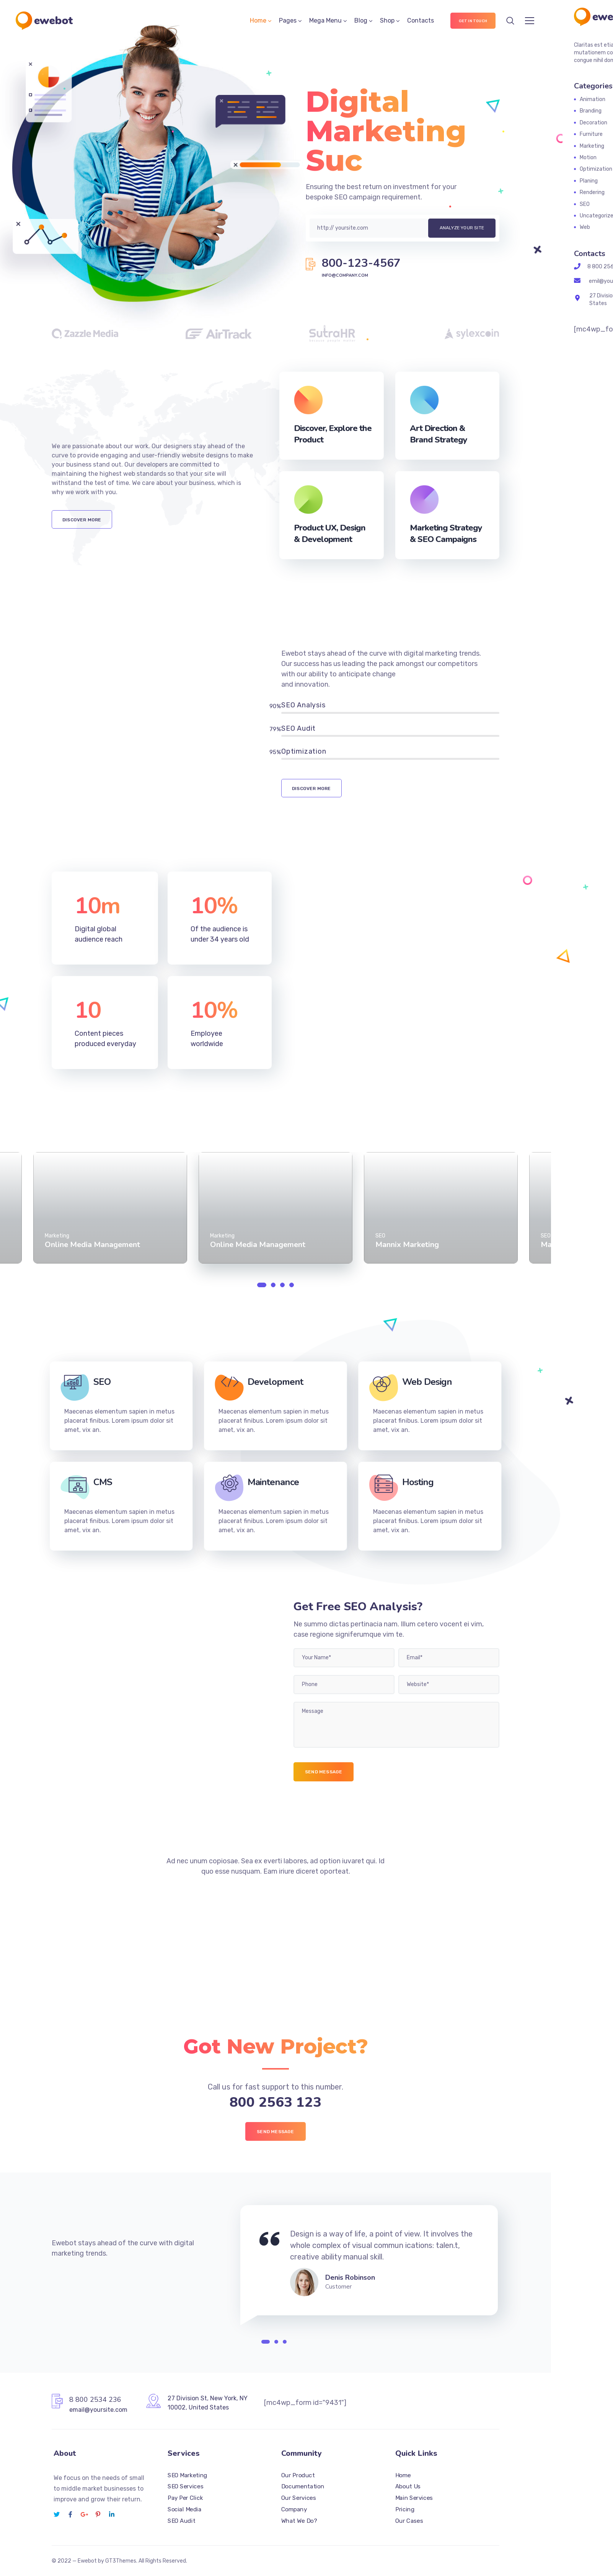 ewebot
Home Pages Mega Menu Blog Shop Contacts GET IN TOUCH
Digital
Marketing
Suc
Ensuring the best return on investment for your
bespoke SEO campaign requirement.
http:// yoursite.com ANALYZE YOUR SITE
800-123-4567
INFO@COMPANY.COM
Zazzle Media AirTrack SutroHR sylexcoin
We are passionate about our work. Our designers stay ahead of the
curve to provide engaging and user-friendly website designs to make
your business stand out. Our developers are committed to
maintaining the highest web standards so that your site will
withstand the test of time. We care about your business, which is
why we work with you.
DISCOVER MORE
Discover, Explore the
Product
Art Direction &
Brand Strategy
Product UX, Design
& Development
Marketing Strategy
& SEO Campaigns
Ewebot stays ahead of the curve with digital marketing trends.
Our success has us leading the pack amongst our competitors
with our ability to anticipate change
and innovation.
90% SEO Analysis
79% SEO Audit
95% Optimization
DISCOVER MORE
10m
Digital global
audience reach
10%
Of the audience is
under 34 years old
10
Content pieces
produced everyday
10%
Employee
worldwide
Marketing
Online Media Management
Marketing
Online Media Management
SEO
Mannix Marketing
SEO
Ma
SEO
Maecenas elementum sapien in metus
placerat finibus. Lorem ipsum dolor sit
amet, vix an.
Development
Maecenas elementum sapien in metus
placerat finibus. Lorem ipsum dolor sit
amet, vix an.
Web Design
Maecenas elementum sapien in metus
placerat finibus. Lorem ipsum dolor sit
amet, vix an.
CMS
Maecenas elementum sapien in metus
placerat finibus. Lorem ipsum dolor sit
amet, vix an.
Maintenance
Maecenas elementum sapien in metus
placerat finibus. Lorem ipsum dolor sit
amet, vix an.
Hosting
Maecenas elementum sapien in metus
placerat finibus. Lorem ipsum dolor sit
amet, vix an.
Get Free SEO Analysis?
Ne summo dictas pertinacia nam. Illum cetero vocent ei vim,
case regione signiferumque vim te.
Your Name* Email*
Phone Website*
Message
SEND MESSAGE
Ad nec unum copiosae. Sea ex everti labores, ad option iuvaret qui. Id
quo esse nusquam. Eam iriure diceret oporteat.
Got New Project?
Call us for fast support to this number.
800 2563 123
SEND MESSAGE
Ewebot stays ahead of the curve with digital
marketing trends.
Design is a way of life, a point of view. It involves the
whole complex of visual commun ications: talen.t,
creative ability manual skill.
Denis Robinson
Customer
8 800 2534 236
email@yoursite.com
27 Division St, New York, NY
10002, United States
[mc4wp_form id="9431"]
About
We focus on the needs of small
to middle market businesses to
improve and grow their return.
Services
SEO Marketing
SEO Services
Pay Per Click
Social Media
SEO Audit
Community
Our Product
Documentation
Our Services
Company
What We Do?
Quick Links
Home
About Us
Main Services
Pricing
Our Cases
© 2022 – Ewebot by GT3Themes. All Rights Reserved.
ewe
Claritas est etia
mutationem co
congue nihil don
Categories
Animation
Branding
Decoration
Furniture
Marketing
Motion
Optimization
Planing
Rendering
SEO
Uncategorize
Web
Contacts
8 800 256
emil@you
27 Divisio
States
[mc4wp_fo